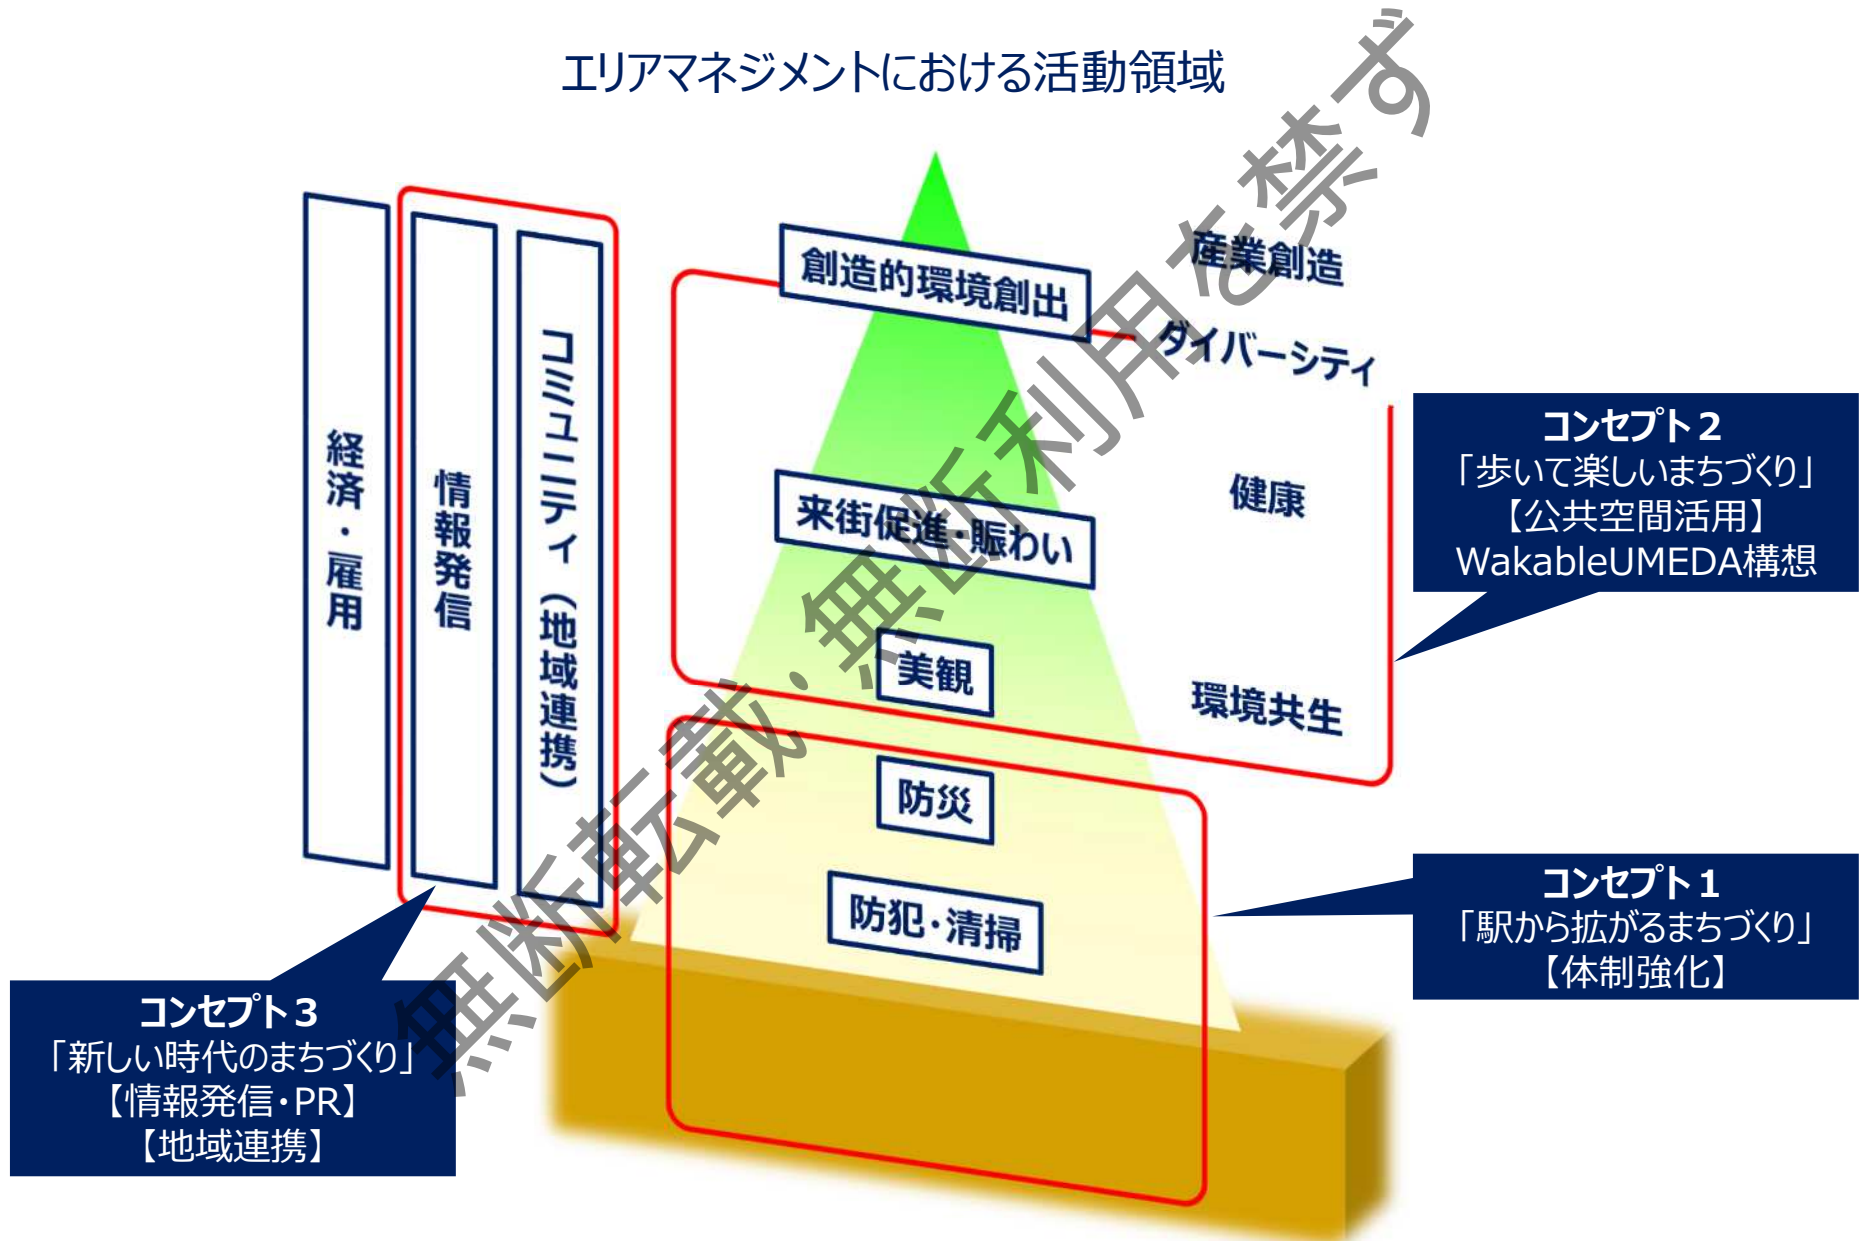 エリアマネジメントにおける活動領域
経済・雇用
情報発信
コミュニティ（地域連携）
創造的環境創出
来街促進・賑わい
美観
防災
防犯・清掃
産業創造
ダイバーシティ
健康
環境共生
コンセプト２
「歩いて楽しいまちづくり」
【公共空間活用】
WakableUMEDA構想
コンセプト１
「駅から拡がるまちづくり」
【体制強化】
コンセプト３
「新しい時代のまちづくり」
【情報発信・PR】
【地域連携】
無断転載・無断利用を禁ず